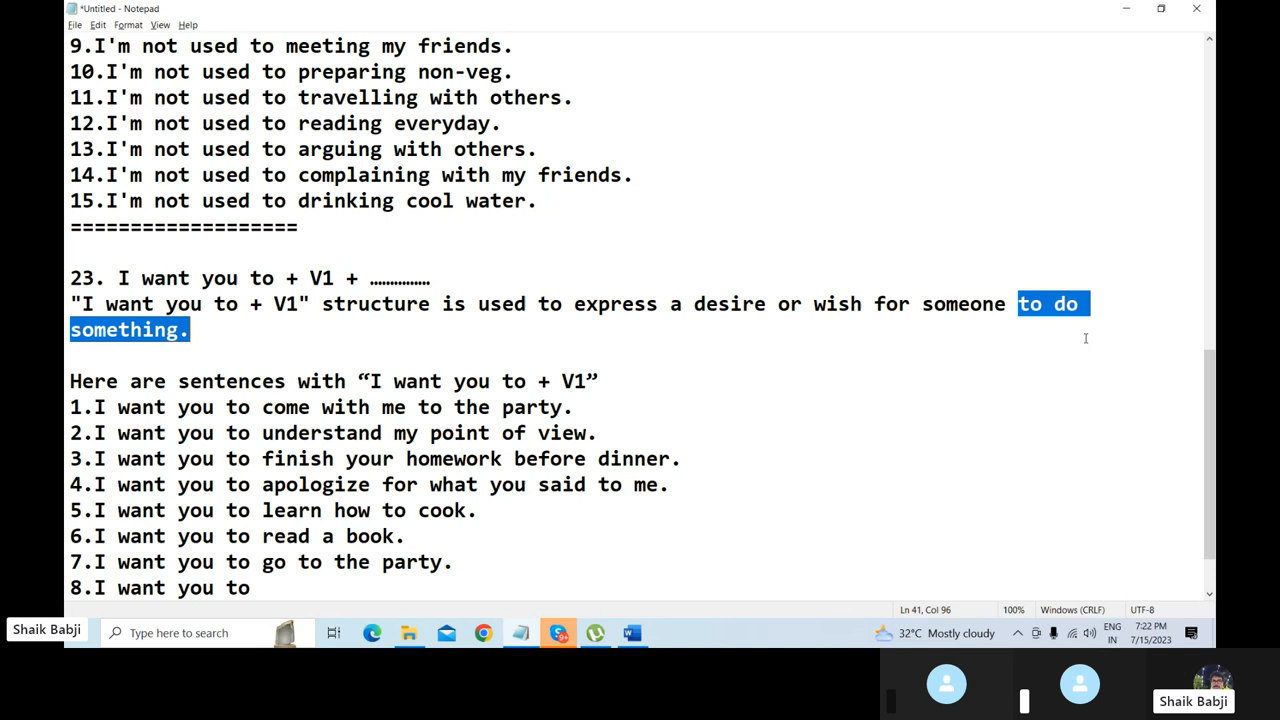 *Untitled - Notepad
File Edit Format View Help
9.I'm not used to meeting my friends.
10.I'm not used to preparing non-veg.
11.I'm not used to travelling with others.
12.I'm not used to reading everyday.
13.I'm not used to arguing with others.
14.I'm not used to complaining with my friends.
15.I'm not used to drinking cool water.
===================
23. I want you to + V1 + ……………
"I want you to + V1" structure is used to express a desire or wish for someone to do
something.
Here are sentences with “I want you to + V1”
1.I want you to come with me to the party.
2.I want you to understand my point of view.
3.I want you to finish your homework before dinner.
4.I want you to apologize for what you said to me.
5.I want you to learn how to cook.
6.I want you to read a book.
7.I want you to go to the party.
8.I want you to
Ln 41, Col 96 100% Windows (CRLF) UTF-8
Shaik Babji
Type here to search
9+
32°C Mostly cloudy
ENG
IN
7:22 PM
7/15/2023
Shaik Babji